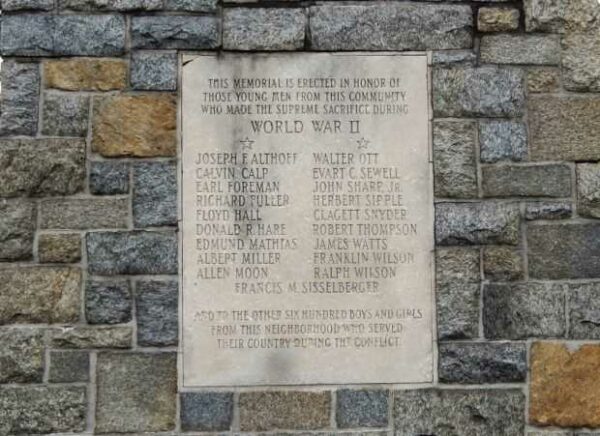 THIS MEMORIAL IS ERECTED IN HONOR OF
THOSE YOUNG MEN FROM THIS COMMUNITY
WHO MADE THE SUPREME SACRIFICE DURING
WORLD WAR II
JOSEPH F. ALTHOFF
CALVIN CALP
EARL FOREMAN
RICHARD FULLER
FLOYD HALL
DONALD R. HARE
EDMUND MATHIAS
ALBERT MILLER
ALLEN MOON
WALTER OTT
EVART C. SEWELL
JOHN SHARP, JR.
HERBERT SIPPLE
CLAGETT SNYDER
ROBERT THOMPSON
JAMES WATTS
FRANKLIN WILSON
RALPH WILSON
FRANCIS M. SISSELBERGER
AND TO THE OTHER SIX HUNDRED BOYS AND GIRLS
FROM THIS NEIGHBORHOOD WHO SERVED
THEIR COUNTRY DURING THE CONFLICT.